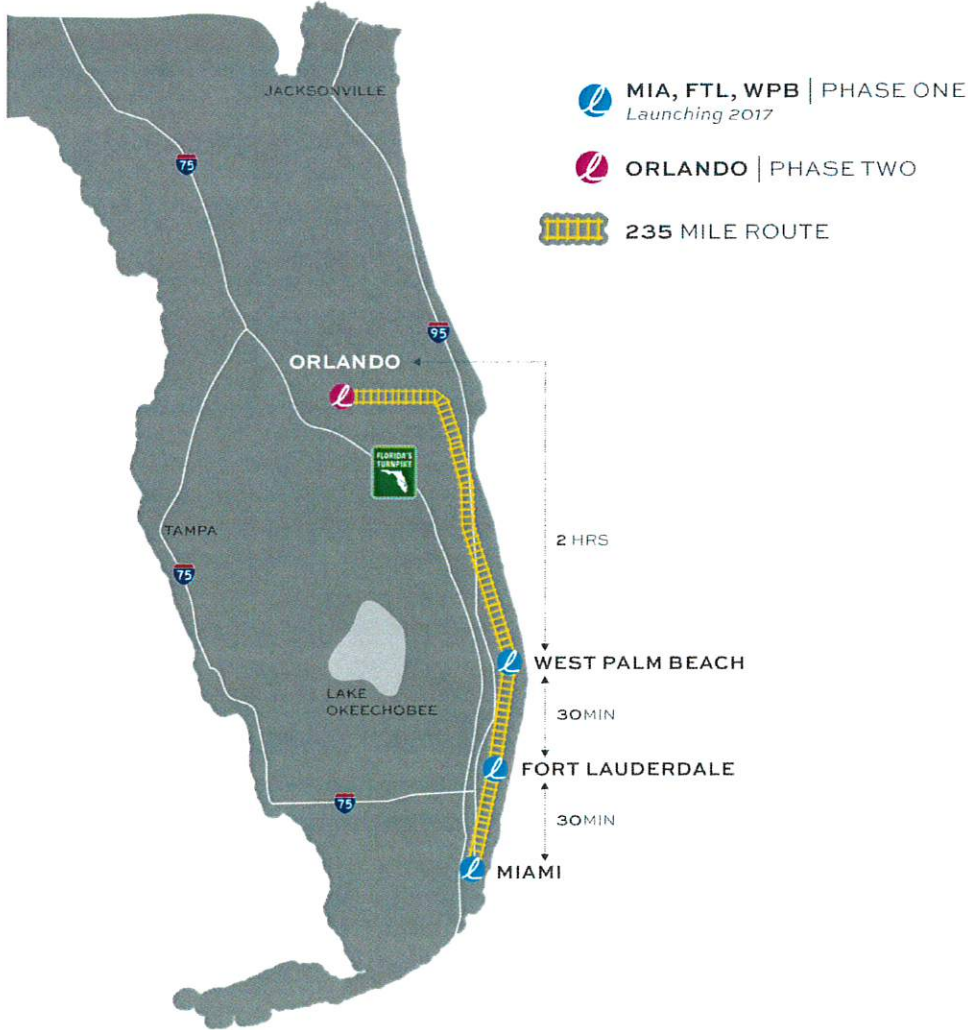 JACKSONVILLE
MIA, FTL, WPB | PHASE ONE
Launching 2017
75
ORLANDO | PHASE TWO
235 MILE ROUTE
95
ORLANDO
FLORIDA'S
TURNPIKE
TAMPA
2 HRS
75
WEST PALM BEACH
LAKE
OKEECHOBEE
30MIN
FORT LAUDERDALE
75
30MIN
MIAMI